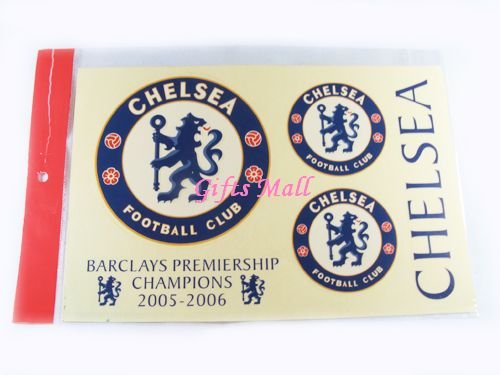 CHELSEA
FOOTBALL CLUB
CHELSEA
FOOTBALL CLUB
CHELSEA
FOOTBALL CLUB
CHELSEA
Gifts Mall
BARCLAYS PREMIERSHIP
CHAMPIONS
2005-2006